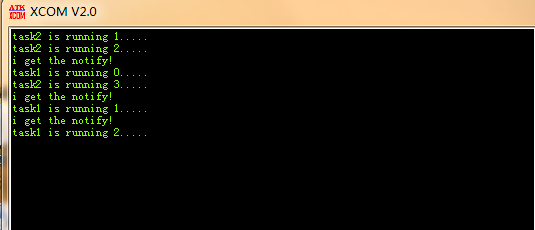 ATK
XCOM
XCOM V2.0
task2 is running 1.....
task2 is running 2.....
i get the notify!
task1 is running 0.....
task2 is running 3.....
i get the notify!
task1 is running 1.....
i get the notify!
task1 is running 2.....